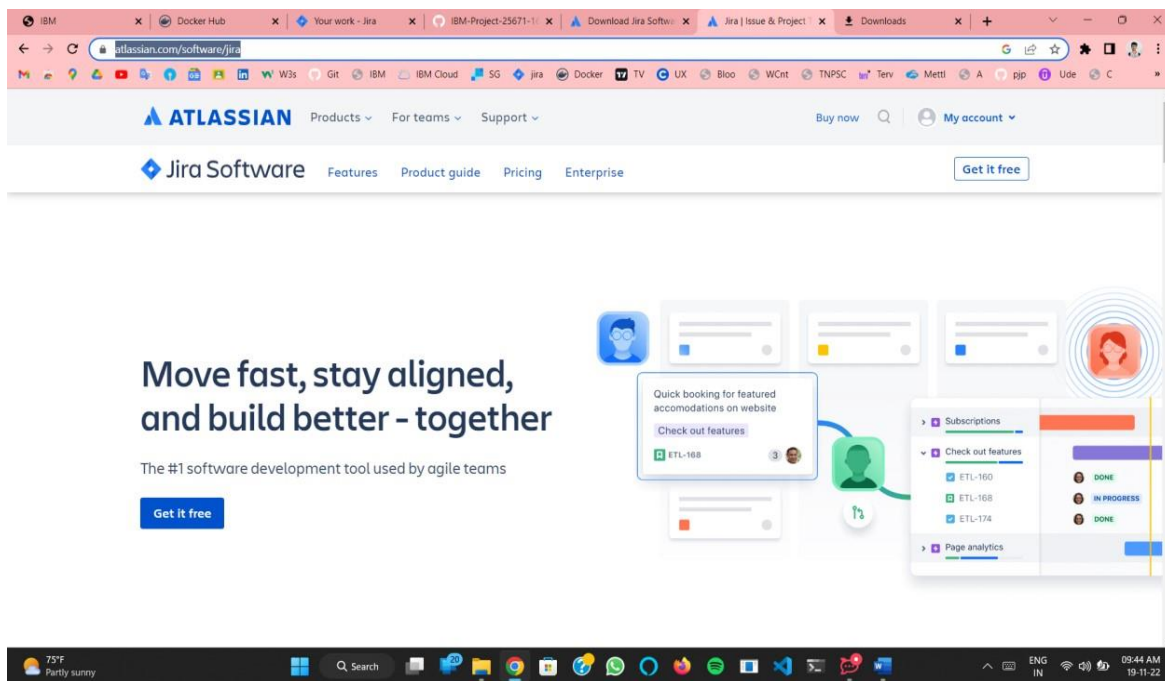 IBM
Docker Hub
Your work - Jira
IBM-Project-25671-1
Download Jira Softwa
Jira | Issue & Project
Downloads
atlassian.com/software/jira
W3s Git IBM IBM Cloud SG jira Docker TV UX Bloo WCnt TNPSC Terv Mettl A pjp Ude C »
ATLASSIAN Products For teams Support Buy now My account
Jira Software Features Product guide Pricing Enterprise Get it free
Move fast, stay aligned,
and build better - together
The #1 software development tool used by agile teams
Get it free
Quick booking for featured
accomodations on website
Check out features
ETL-168 3
Subscriptions
Check out features
ETL-160 DONE
ETL-168 IN PROGRESS
ETL-174 DONE
Page analytics
75°F
Partly sunny
Search
20
ENG
IN
09:44 AM
19-11-22